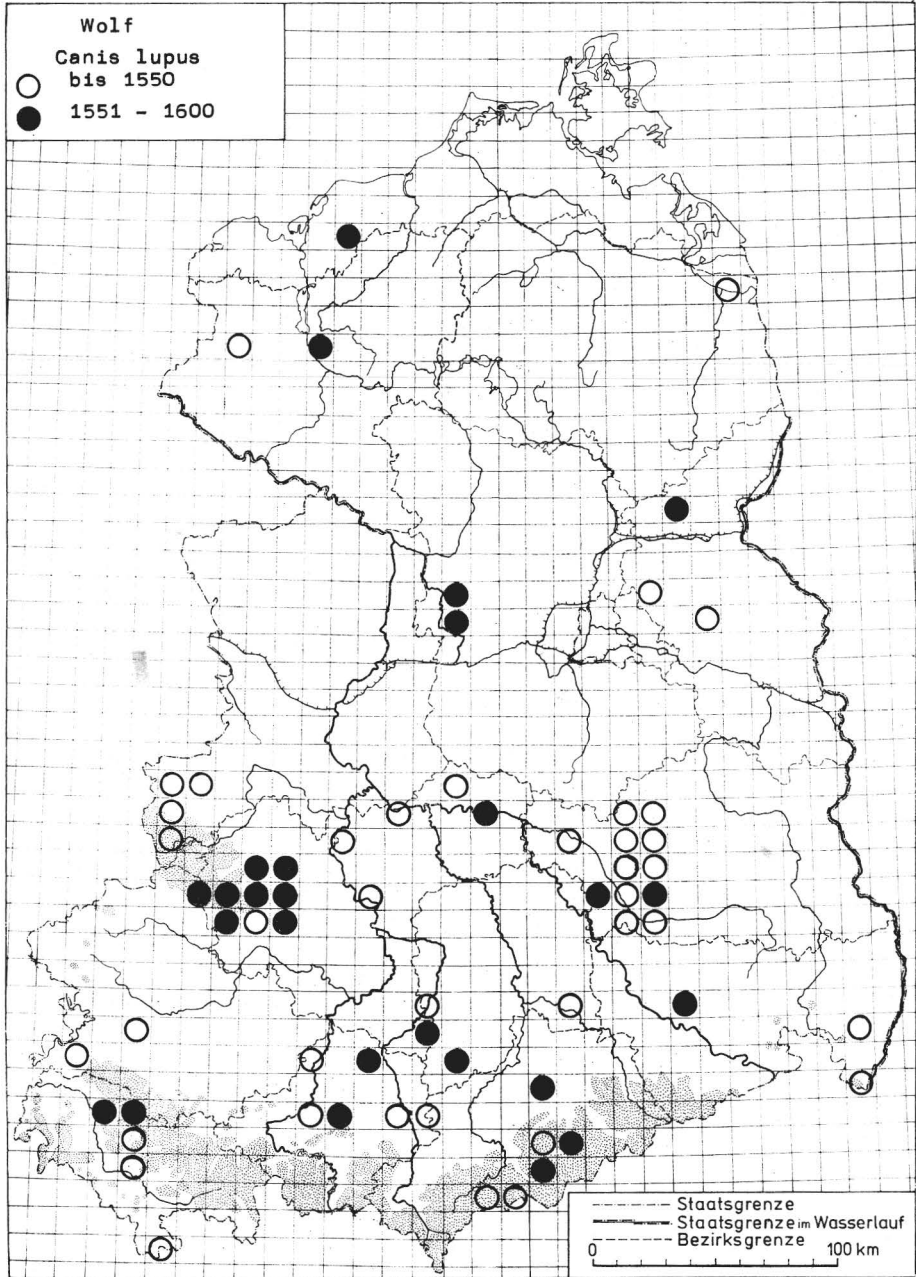 Wolf
Canis lupus
bis 1550
1551 - 1600
Staatsgrenze
Staatsgrenze im Wasserlauf
Bezirksgrenze
0 100 km